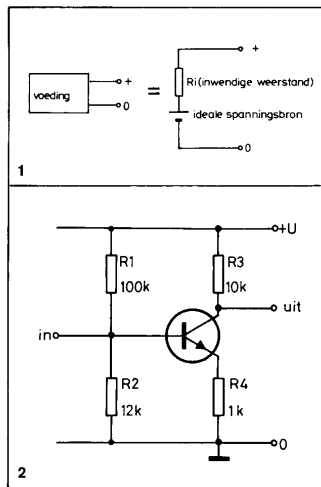 +
voeding
0
=
+
Ri(inwendige weerstand)
ideale spanningsbron
0
1
+U
R1
100k
R3
10k
uit
in
R2
12k
R4
1k
0
2